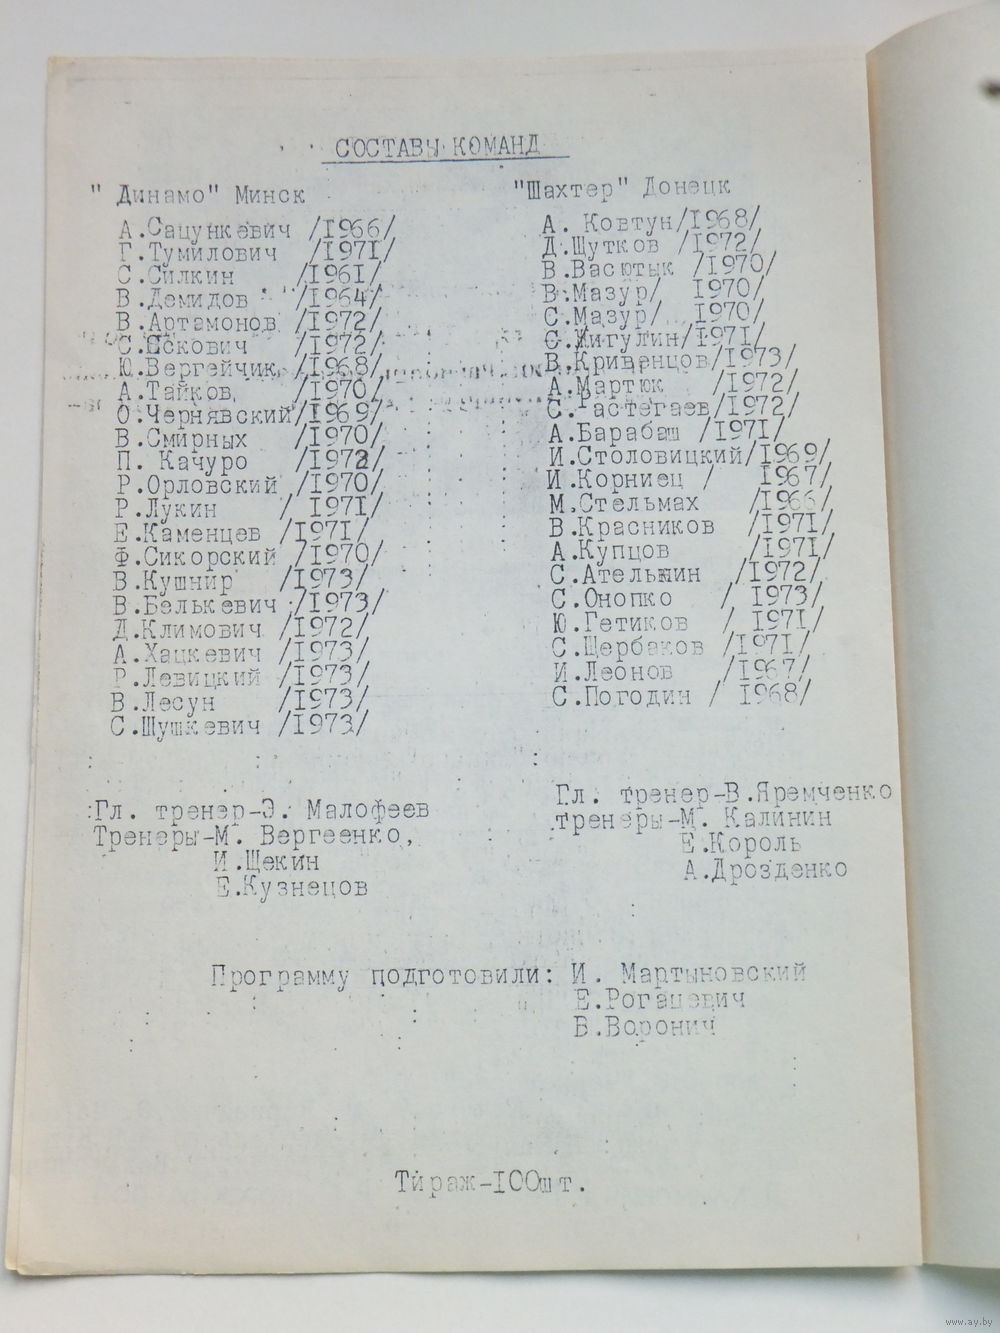 СОСТАВЫ КОМАНД
"Динамо" Минск
А.Сацункевич /1966/
Г.Тумилович /1971/
С.Силкин /1961/
В.Демидов /1964/
В.Артамонов /1972/
С.Яскович /1972/
Ю.Вергейчик /1968/
А.Тайков /1970/
О.Чернявский /1969/
В.Смирных /1970/
П. Качуро /1972/
Р.Орловский /1970/
Р.Лукин / 1971/
Е.Каменцев /1971/
Ф.Сикорский /1970/
В.Кушнир /1973/
В.Белькевич /1973/
Д.Климович /1972/
А.Хацкевич /1973/
Р.Левицкий /1973/
В.Лесун /1973/
С.Шушкевич /1973/
Гл. тренер-Э. Малофеев
Тренеры-М. Вергеенко,
И.Щекин
Е.Кузнецов
"Шахтер" Донецк
А. Ковтун/1968/
Д.Шутков /1972/
В.Васютык /1970/
В.Мазур/ 1970/
С.Мазур/ 1970/
С.Жигулин/1971/
В.Кривенцов/1973/
А.Мартюк /1972/
С.Растегаев/1972/
А.Барабаш /1971/
И.Столовицкий/1969/
И.Корниец / 1967/
М.Стельмах /1966/
В.Красников /1971/
А.Купцов /1971/
С.Ателькин /1972/
С.Онопко / 1973/
Ю.Гетиков / 1971/
С.Щербаков /1971/
И.Леонов /1967/
С.Погодин / 1968/
Гл. тренер-В.Яремченко
тренеры-М. Калинин
Е.Король
А.Дрозденко
Программу подготовили: И. Мартыновский
Е.Рогацевич
В.Воронич
Тираж-100шт.
www.ay.by